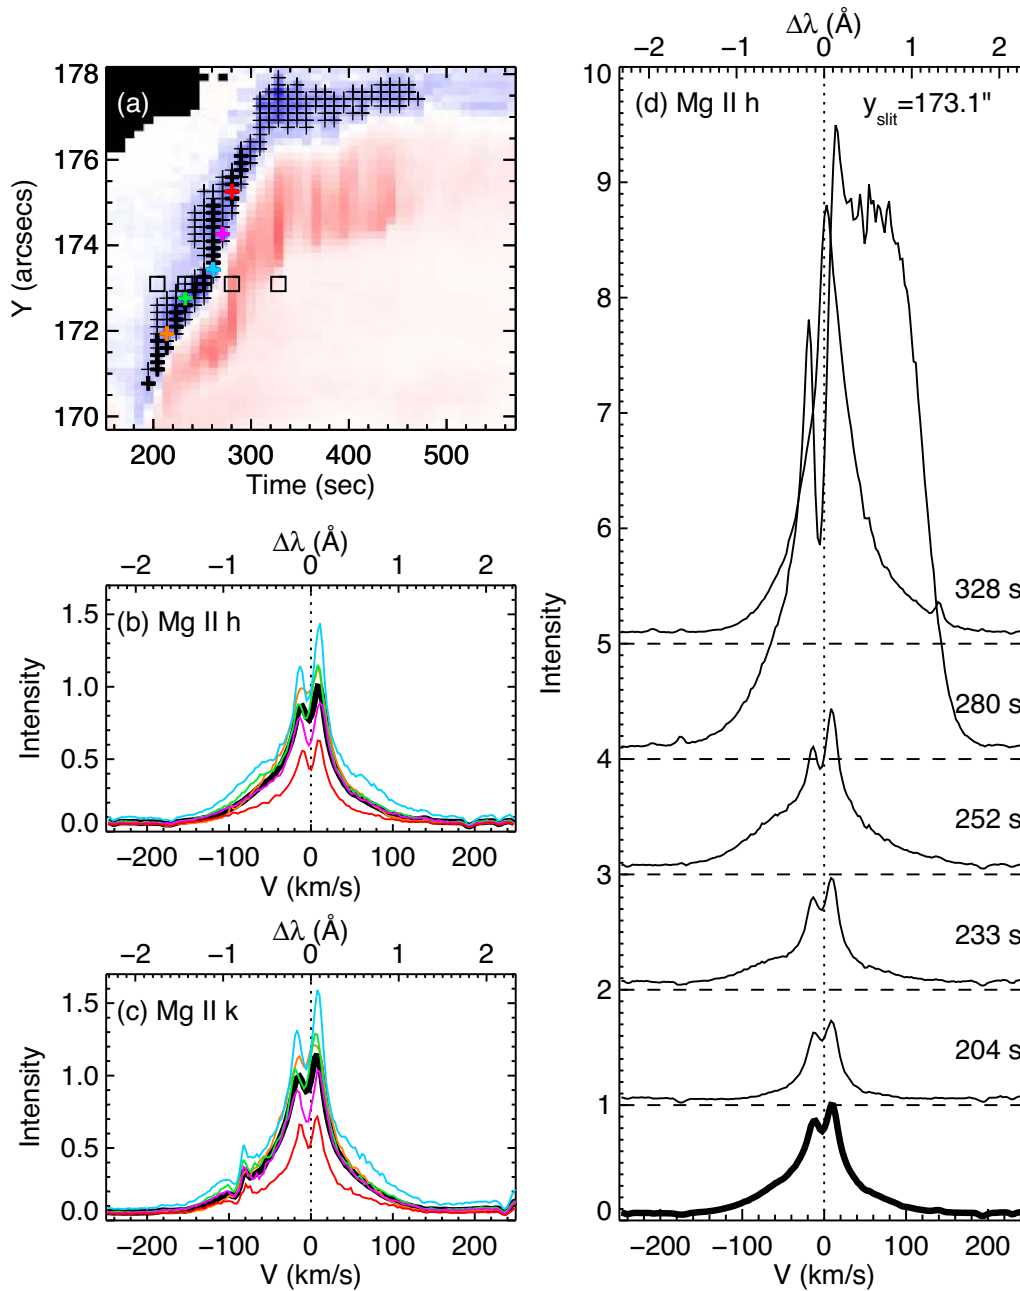 (a)
178
176
174
172
170
Y (arcsecs)
200 300 400 500
Time (sec)
Δλ (Å)
−2 −1 0 1 2
(b) Mg II h
1.5
1.0
0.5
0.0
Intensity
−200 −100 0 100 200
V (km/s)
Δλ (Å)
−2 −1 0 1 2
(c) Mg II k
1.5
1.0
0.5
0.0
Intensity
−200 −100 0 100 200
V (km/s)
Δλ (Å)
−2 −1 0 1 2
(d) Mg II h
y_slit=173.1"
10
9
8
7
6
5
4
3
2
1
0
Intensity
328 s
280 s
252 s
233 s
204 s
−200 −100 0 100 200
V (km/s)